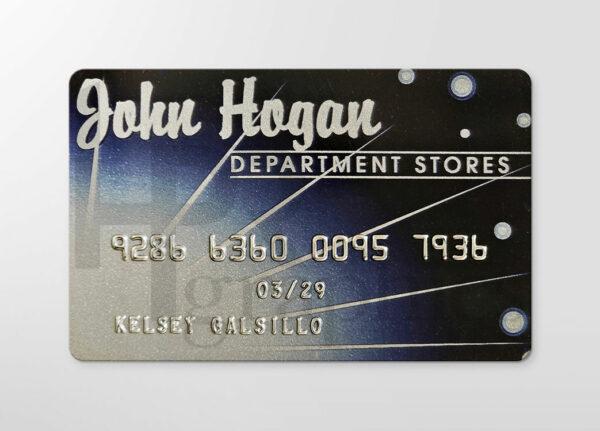 John Hogan
DEPARTMENT STORES
9286 6360 0095 7936
03/29
KELSEY GALSILLO